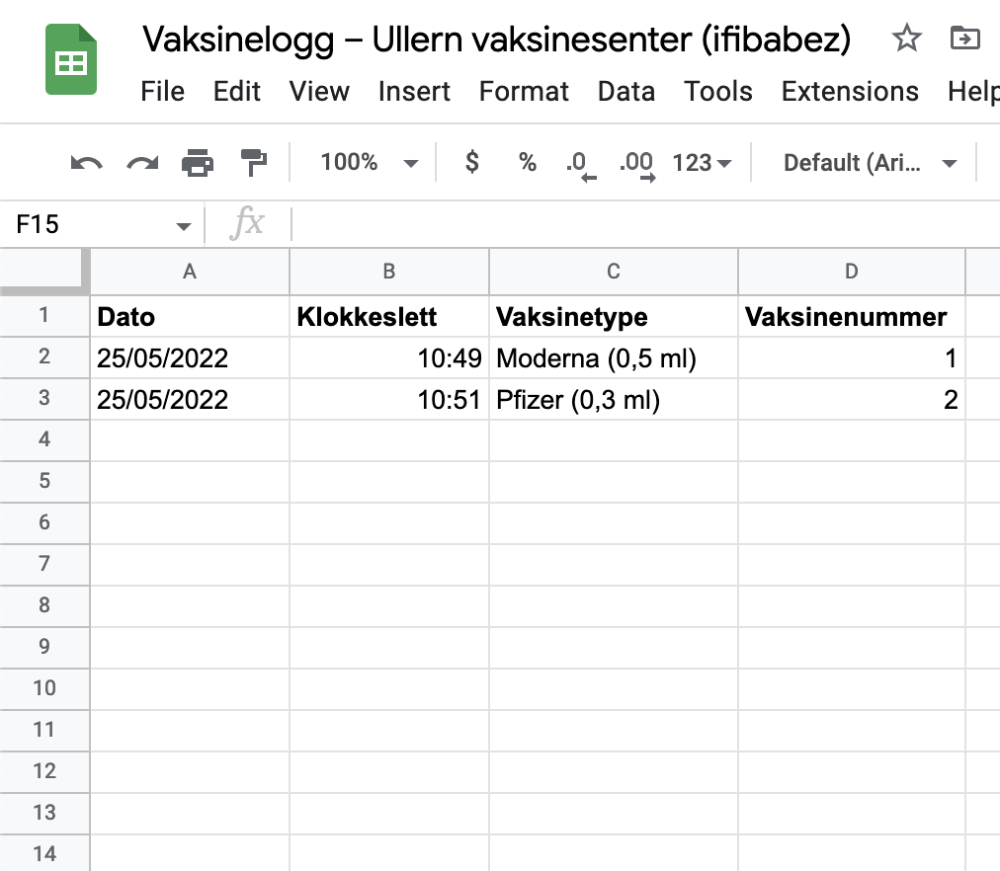 Vaksinelogg – Ullern vaksinesenter (ifibabez)
File Edit View Insert Format Data Tools Extensions Help
100% $ % .0 .00 123 Default (Ari...
F15 fx
A B C D
1 Dato Klokkeslett Vaksinetype Vaksinenummer
2 25/05/2022 10:49 Moderna (0,5 ml) 1
3 25/05/2022 10:51 Pfizer (0,3 ml) 2
4
5
6
7
8
9
10
11
12
13
14